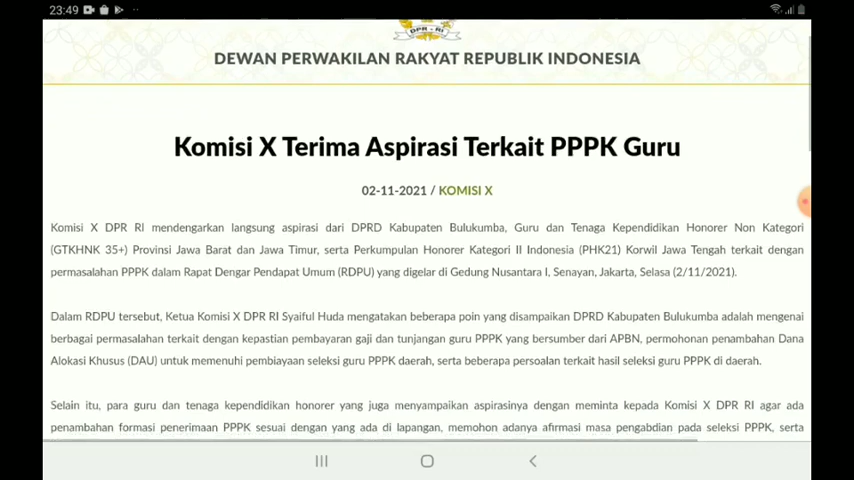 23:49
DPR - RI
DEWAN PERWAKILAN RAKYAT REPUBLIK INDONESIA
Komisi X Terima Aspirasi Terkait PPPK Guru
02-11-2021 / KOMISI X
Komisi X DPR RI mendengarkan langsung aspirasi dari DPRD Kabupaten Bulukumba, Guru dan Tenaga Kependidikan Honorer Non Kategori
(GTKHNK 35+) Provinsi Jawa Barat dan Jawa Timur, serta Perkumpulan Honorer Kategori II Indonesia (PHK21) Korwil Jawa Tengah terkait dengan
permasalahan PPPK dalam Rapat Dengar Pendapat Umum (RDPU) yang digelar di Gedung Nusantara I, Senayan, Jakarta, Selasa (2/11/2021).
Dalam RDPU tersebut, Ketua Komisi X DPR RI Syaiful Huda mengatakan beberapa poin yang disampaikan DPRD Kabupaten Bulukumba adalah mengenai
berbagai permasalahan terkait dengan kepastian pembayaran gaji dan tunjangan guru PPPK yang bersumber dari APBN, permohonan penambahan Dana
Alokasi Khusus (DAU) untuk memenuhi pembiayaan seleksi guru PPPK daerah, serta beberapa persoalan terkait hasil seleksi guru PPPK di daerah.
Selain itu, para guru dan tenaga kependidikan honorer yang juga menyampaikan aspirasinya dengan meminta kepada Komisi X DPR RI agar ada
penambahan formasi penerimaan PPPK sesuai dengan yang ada di lapangan, memohon adanya afirmasi masa pengabdian pada seleksi PPPK, serta